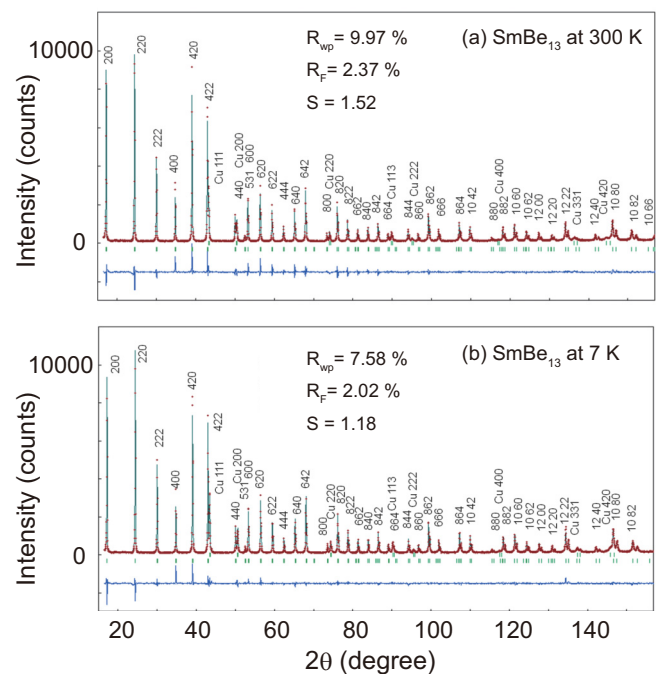 (a) SmBe13 at 300 K
Rwp= 9.97 %
RF= 2.37 %
S = 1.52
Intensity (counts)
10000
0
200
220
222
400
420
422
Cu 111
440
Cu 200
531
600
620
622
444
640
642
800
Cu 220
820
822
662
840
842
664
Cu 113
844
Cu 222
860
862
666
864
10 42
880
Cu 400
882
10 60
10 62
12 00
12 20
12 22
Cu 331
12 40
Cu 420
10 80
10 82
10 66
(b) SmBe13 at 7 K
Rwp= 7.58 %
RF= 2.02 %
S = 1.18
Intensity (counts)
10000
0
200
220
222
400
420
422
Cu 111
440
Cu 200
531
600
620
622
444
640
642
800
Cu 220
820
822
662
840
842
664
Cu 113
844
Cu 222
860
862
666
864
10 42
880
Cu 400
882
10 60
10 62
12 00
12 20
12 22
Cu 331
12 40
Cu 420
10 80
10 82
20 40 60 80 100 120 140
2θ (degree)